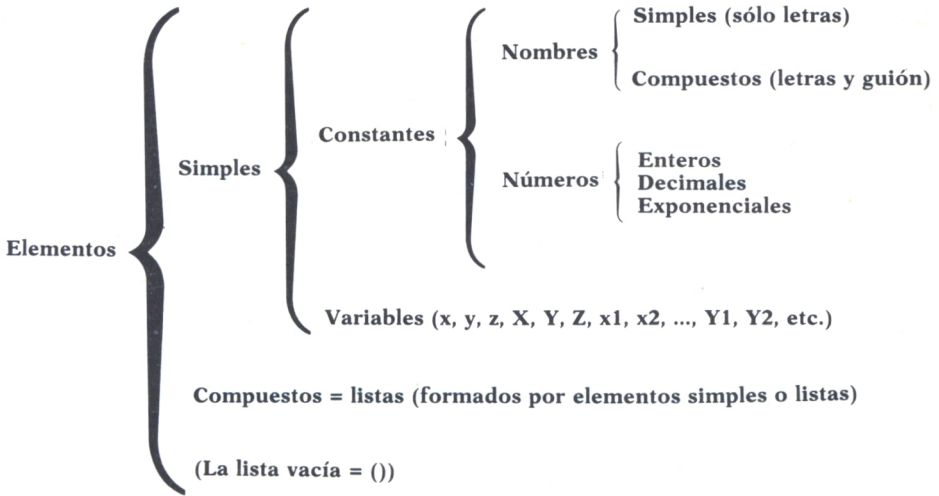 Elementos
Simples
Constantes
Nombres
Simples (sólo letras)
Compuestos (letras y guión)
Números
Enteros
Decimales
Exponenciales
Variables (x, y, z, X, Y, Z, x1, x2, ..., Y1, Y2, etc.)
Compuestos = listas (formados por elementos simples o listas)
(La lista vacía = ())